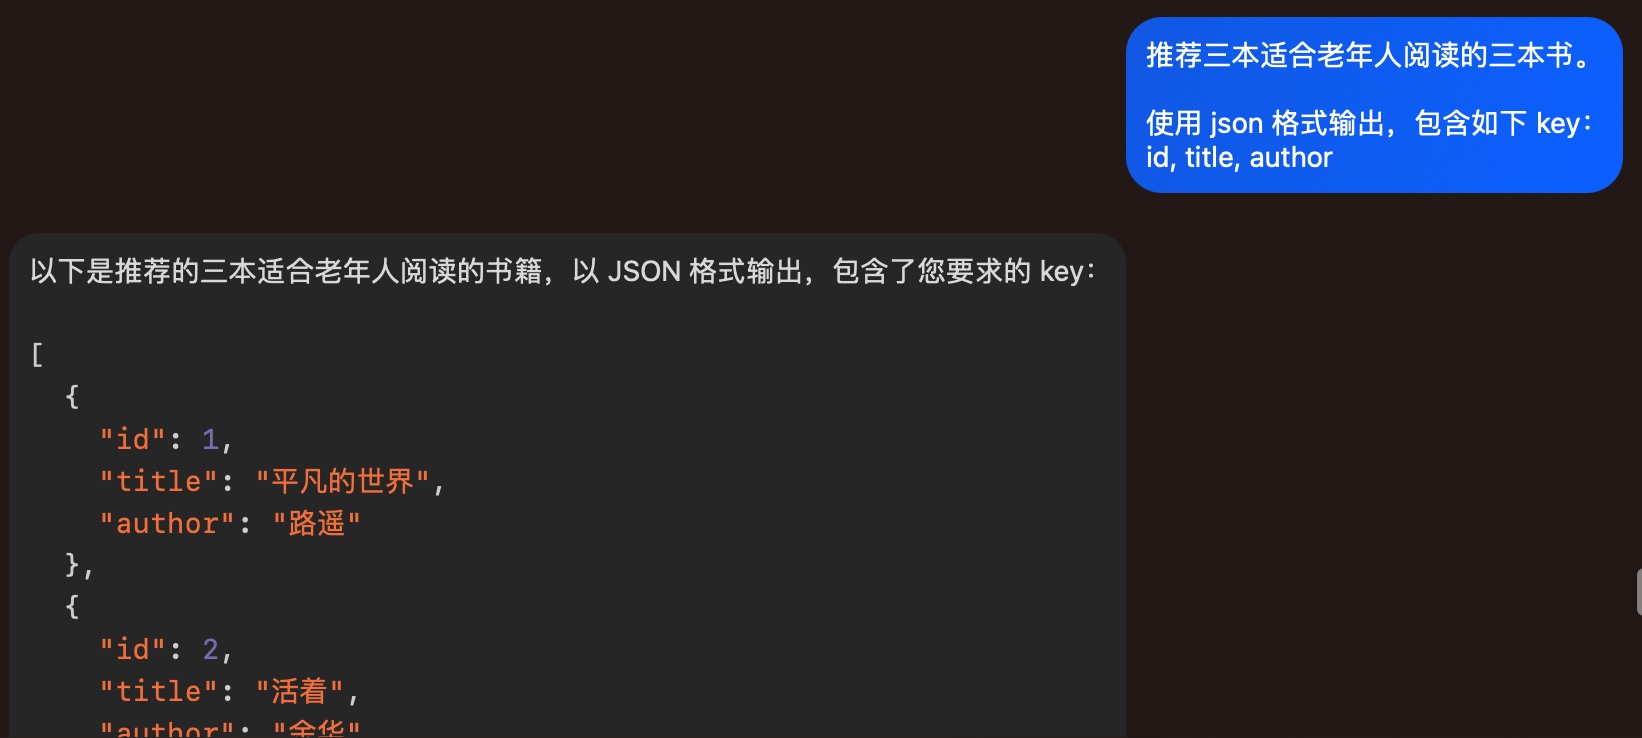 推荐三本适合老年人阅读的三本书。
使用 json 格式输出，包含如下 key：
id, title, author
以下是推荐的三本适合老年人阅读的书籍，以 JSON 格式输出，包含了您要求的 key：
[
{
"id": 1,
"title": "平凡的世界",
"author": "路遥"
},
{
"id": 2,
"title": "活着",
"author": "余华"